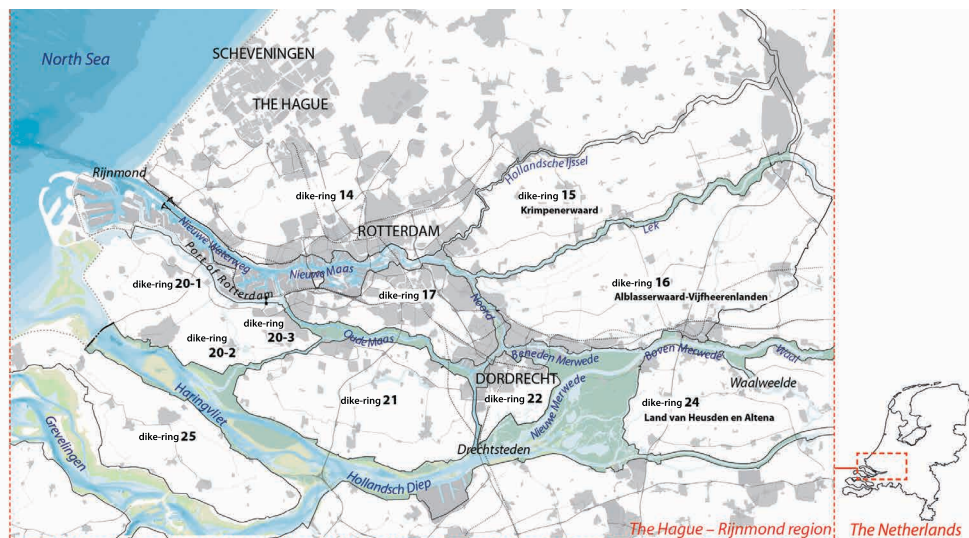 SCHEVENINGEN
North Sea
THE HAGUE
Rijnmond
Hollandsche IJssel
dike-ring 14
dike-ring 15
Krimpenerwaard
ROTTERDAM
Lek
Nieuwe Waterweg
Port of Rotterdam
Nieuwe Maas
dike-ring 20-1
dike-ring 17
dike-ring 16
Alblasserwaard-Vijfheerenlanden
Noord
dike-ring
20-3
dike-ring
20-2
Oude Maas
Beneden Merwede
Boven Merwede
Waal
DORDRECHT
Waalweelde
Haringvliet
dike-ring 21
dike-ring 22
Nieuwe Merwede
dike-ring 24
Land van Heusden en Altena
Grevelingen
dike-ring 25
Drechtsteden
Hollandsch Diep
The Hague – Rijnmond region
The Netherlands